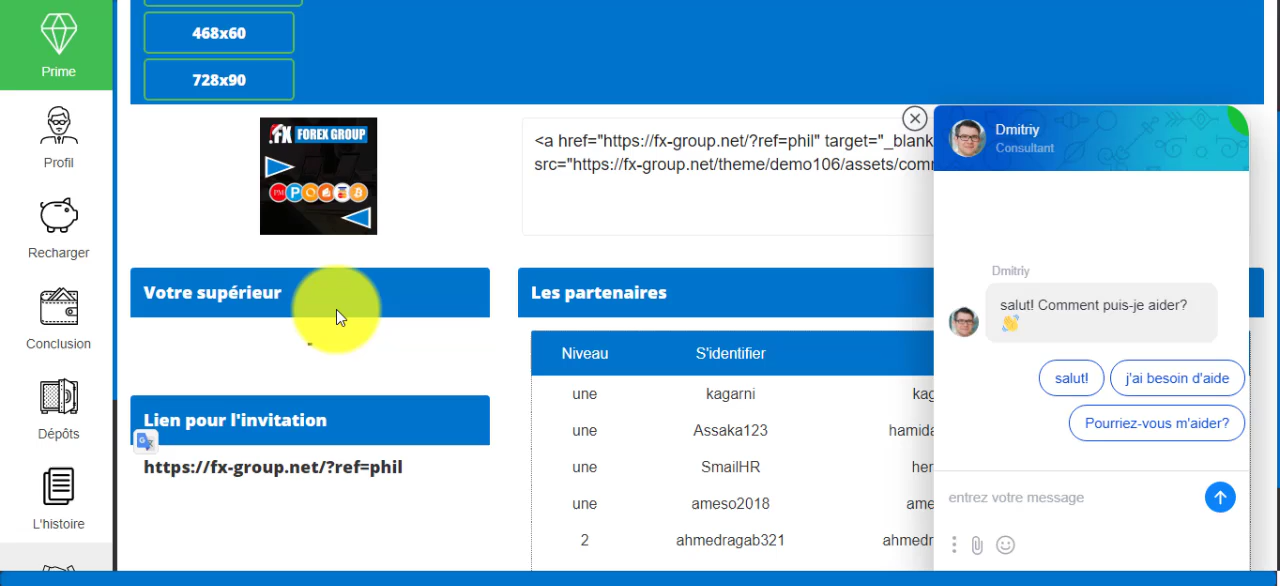 Prime
Profil
Recharger
Conclusion
Dépôts
L'histoire
468x60
728x90
FX FOREX GROUP
<a href="https://fx-group.net/?ref=phil" target="_blank
src="https://fx-group.net/theme/demo106/assets/com
Votre supérieur
-
Lien pour l'invitation
https://fx-group.net/?ref=phil
Les partenaires
Niveau S'identifier
une kagarni kag
une Assaka123 hamida
une SmailHR her
une ameso2018 ame
2 ahmedragab321 ahmedr
Dmitriy
Consultant
Dmitriy
salut! Comment puis-je aider?
salut! j'ai besoin d'aide
Pourriez-vous m'aider?
entrez votre message